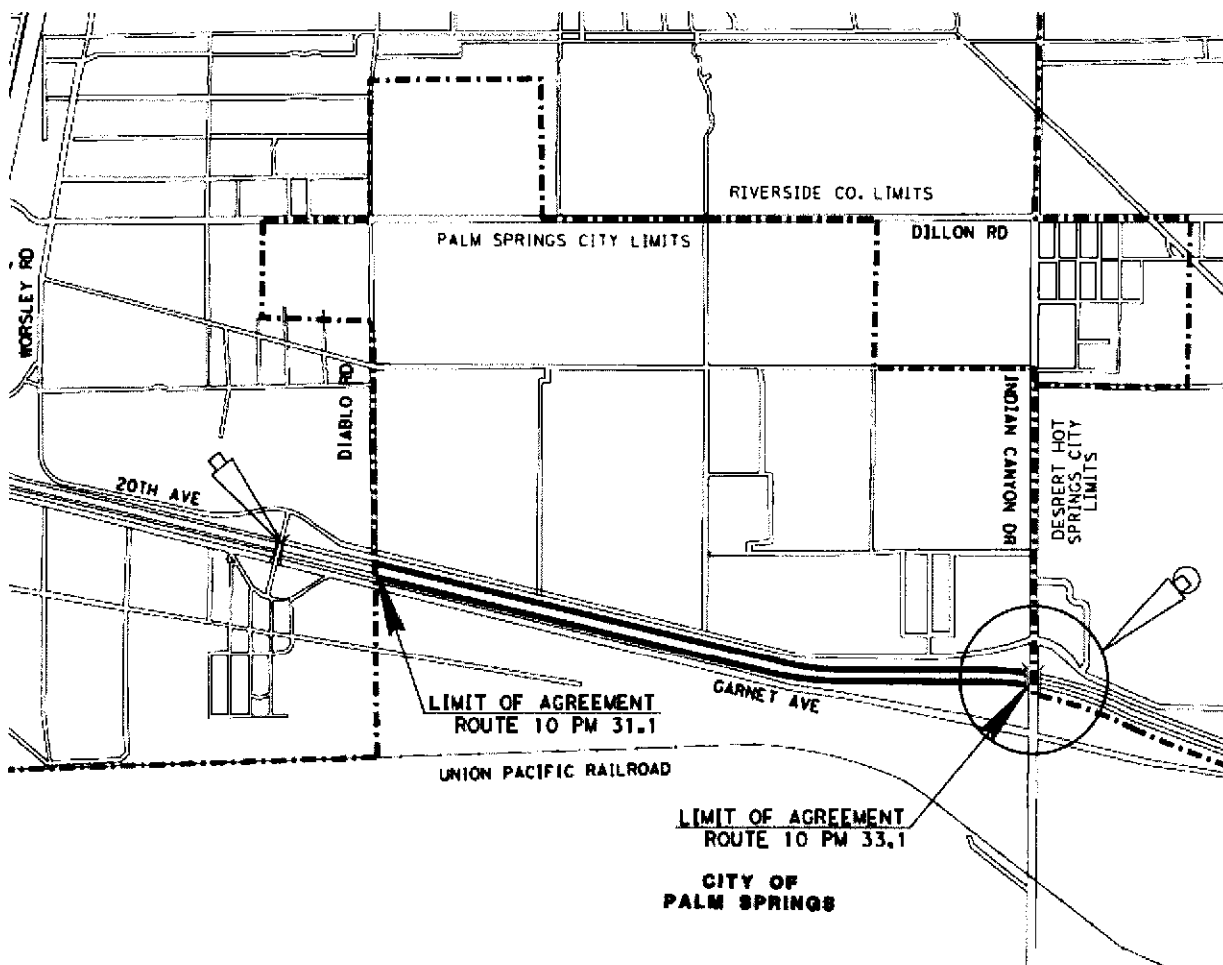 RIVERSIDE CO. LIMITS
PALM SPRINGS CITY LIMITS
DILLON RD
WORSLEY RD
DIABLO RD
INDIAN CANYON DR
DESRERT HOT
SPRINGS CITY
LIMITS
20TH AVE
GARNET AVE
LIMIT OF AGREEMENT
ROUTE 10 PM 31.1
UNION PACIFIC RAILROAD
LIMIT OF AGREEMENT
ROUTE 10 PM 33.1
CITY OF
PALM SPRINGS